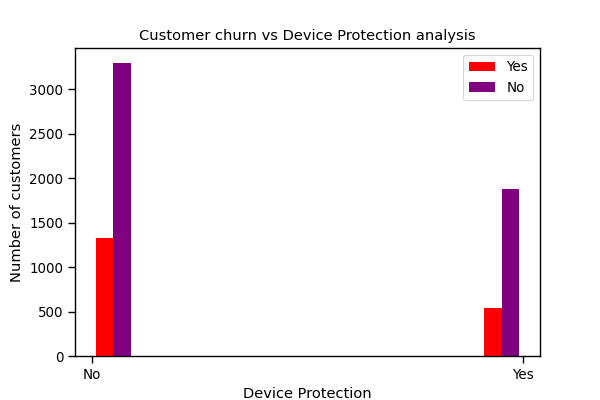 Customer churn vs Device Protection analysis
Yes
No
3000
2500
2000
1500
1000
500
0
Number of customers
No
Yes
Device Protection